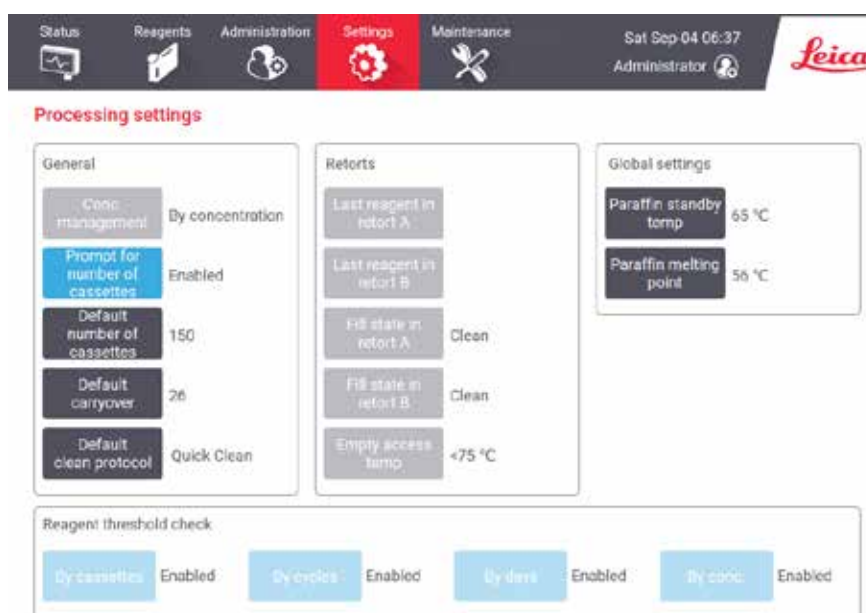 Status Reagents Administration Settings Maintenance
Sat Sep 04 06:37
Administrator
Leica
Processing settings
General
Conc
management
By concentration
Prompt for
number of
cassettes
Enabled
Default
number of
cassettes
150
Default
carryover
26
Default
clean protocol
Quick Clean
Retorts
Last reagent in
retort A
Last reagent in
retort B
Fill state in
retort A
Clean
Fill state in
retort B
Clean
Empty access
temp
<75 °C
Global settings
Paraffin standby
temp
65 °C
Paraffin melting
point
56 °C
Reagent threshold check
By cassettes Enabled By cycles Enabled By days Enabled By conc Enabled